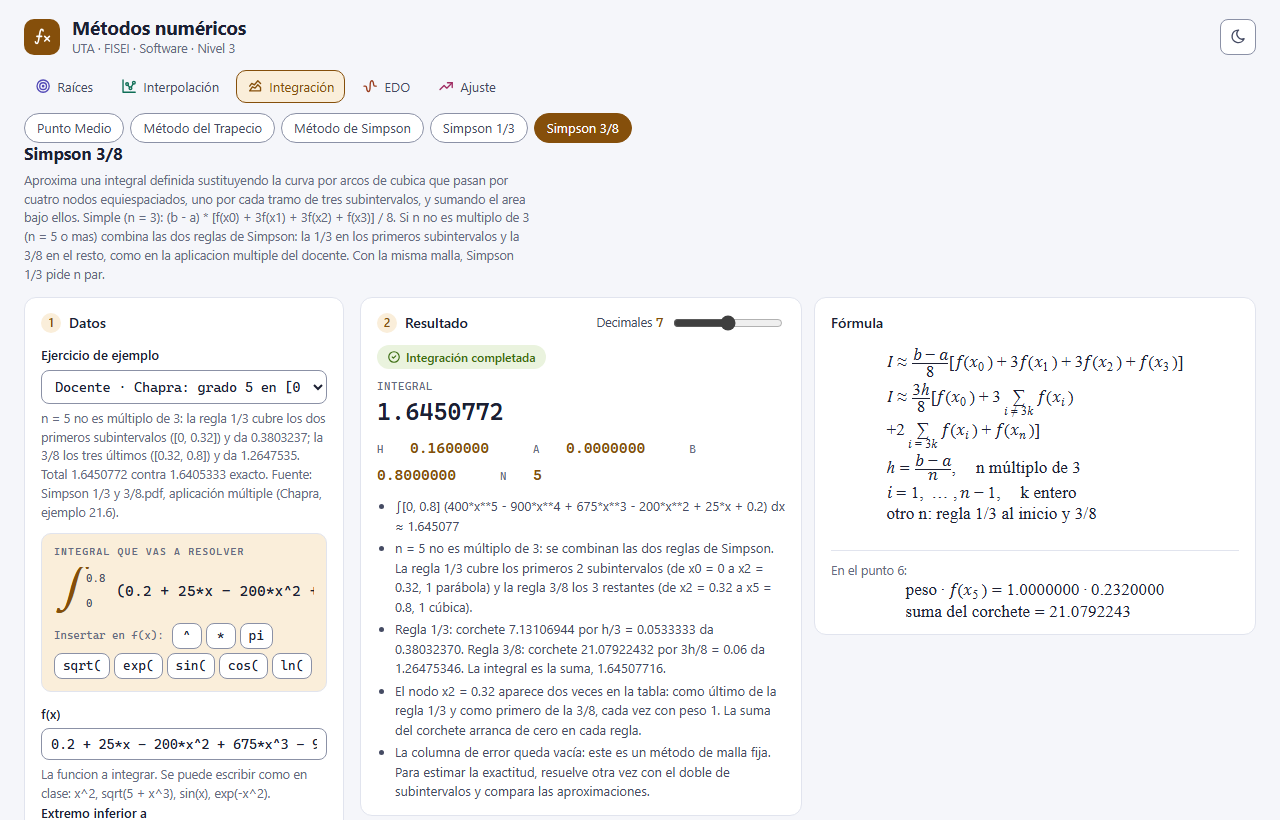 Métodos numéricos
UTA · FISEI · Software · Nivel 3
Raíces
Interpolación
Integración
EDO
Ajuste
Punto Medio
Método del Trapecio
Método de Simpson
Simpson 1/3
Simpson 3/8
Simpson 3/8
Aproxima una integral definida sustituyendo la curva por arcos de cubica que pasan por
cuatro nodos equiespaciados, uno por cada tramo de tres subintervalos, y sumando el area
bajo ellos. Simple (n = 3): (b - a) * [f(x0) + 3f(x1) + 3f(x2) + f(x3)] / 8. Si n no es multiplo de 3
(n = 5 o mas) combina las dos reglas de Simpson: la 1/3 en los primeros subintervalos y la
3/8 en el resto, como en la aplicacion multiple del docente. Con la misma malla, Simpson
1/3 pide n par.
1 Datos
Ejercicio de ejemplo
Docente · Chapra: grado 5 en [0
n = 5 no es múltiplo de 3: la regla 1/3 cubre los dos
primeros subintervalos ([0, 0.32]) y da 0.3803237; la
3/8 los tres últimos ([0.32, 0.8]) y da 1.2647535.
Total 1.6450772 contra 1.6405333 exacto. Fuente:
Simpson 1/3 y 3/8.pdf, aplicación múltiple (Chapra,
ejemplo 21.6).
INTEGRAL QUE VAS A RESOLVER
∫ 0.8 0 (0.2 + 25*x − 200*x^2 +
Insertar en f(x): ^ * pi
sqrt( exp( sin( cos( ln(
f(x)
0.2 + 25*x − 200*x^2 + 675*x^3 − 9
La funcion a integrar. Se puede escribir como en
clase: x^2, sqrt(5 + x^3), sin(x), exp(-x^2).
Extremo inferior a
2 Resultado
Decimales 7
Integración completada
INTEGRAL
1.6450772
H 0.1600000 A 0.0000000 B
0.8000000 N 5
• ∫[0, 0.8] (400*x**5 - 900*x**4 + 675*x**3 - 200*x**2 + 25*x + 0.2) dx
≈ 1.645077
• n = 5 no es múltiplo de 3: se combinan las dos reglas de Simpson.
La regla 1/3 cubre los primeros 2 subintervalos (de x0 = 0 a x2 =
0.32, 1 parábola) y la regla 3/8 los 3 restantes (de x2 = 0.32 a x5 =
0.8, 1 cúbica).
• Regla 1/3: corchete 7.13106944 por h/3 = 0.0533333 da
0.38032370. Regla 3/8: corchete 21.07922432 por 3h/8 = 0.06 da
1.26475346. La integral es la suma, 1.64507716.
• El nodo x2 = 0.32 aparece dos veces en la tabla: como último de la
regla 1/3 y como primero de la 3/8, cada vez con peso 1. La suma
del corchete arranca de cero en cada regla.
• La columna de error queda vacía: este es un método de malla fija.
Para estimar la exactitud, resuelve otra vez con el doble de
subintervalos y compara las aproximaciones.
Fórmula
I ≈ (b − a)/8 [f(x₀) + 3f(x₁) + 3f(x₂) + f(x₃)]
I ≈ 3h/8 [f(x₀) + 3 ∑ i ≠ 3k f(xᵢ)
+2 ∑ i = 3k f(xᵢ) + f(xₙ)]
h = (b − a)/n, n múltiplo de 3
i = 1, … , n − 1, k entero
otro n: regla 1/3 al inicio y 3/8
En el punto 6:
peso · f(x₅) = 1.0000000 · 0.2320000
suma del corchete = 21.0792243